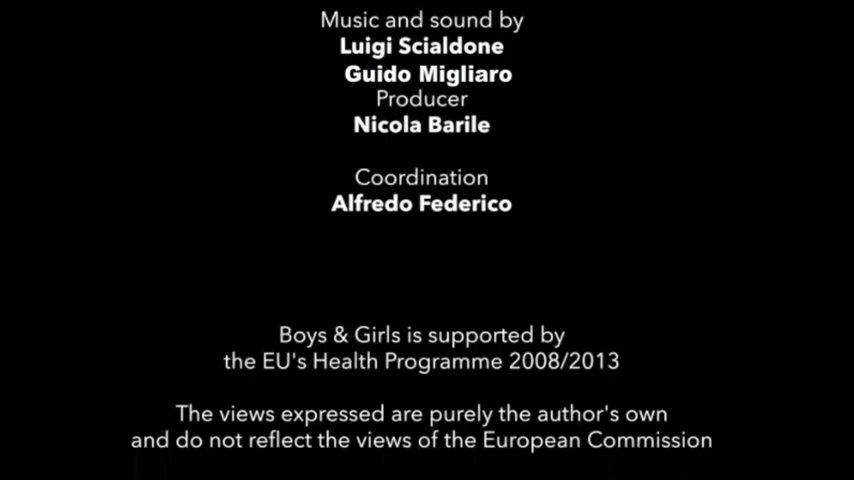 Music and sound by
Luigi Scialdone
Guido Migliaro
Producer
Nicola Barile
Coordination
Alfredo Federico
Boys & Girls is supported by
the EU's Health Programme 2008/2013
The views expressed are purely the author's own
and do not reflect the views of the European Commission